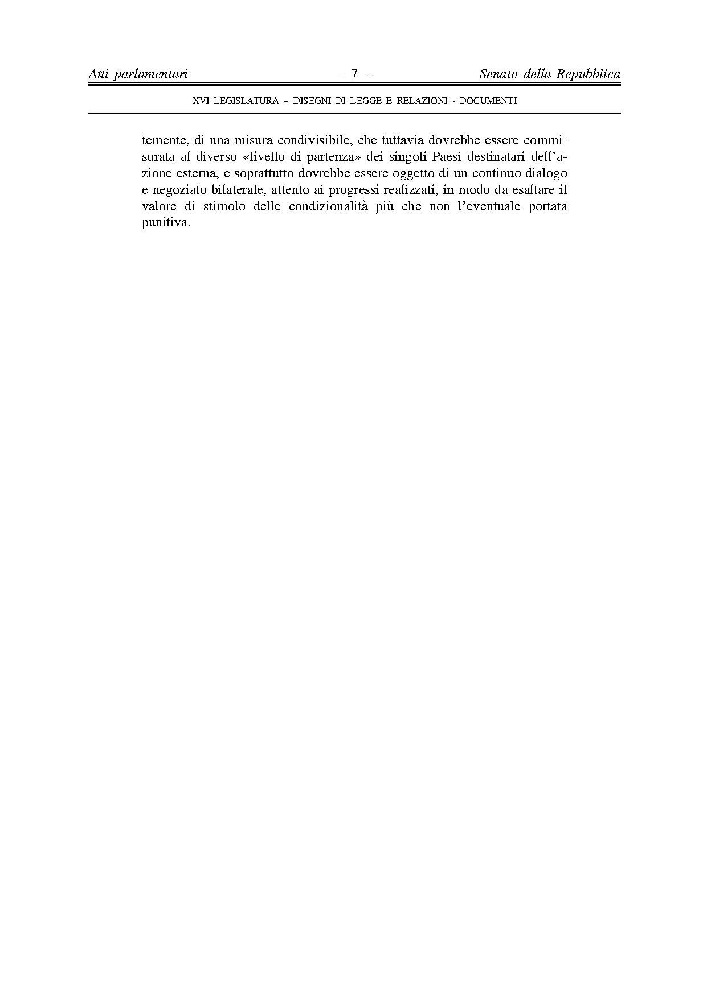 Atti parlamentari – 7 – Senato della Repubblica
XVI LEGISLATURA – DISEGNI DI LEGGE E RELAZIONI - DOCUMENTI
temente, di una misura condivisibile, che tuttavia dovrebbe essere commi-
surata al diverso «livello di partenza» dei singoli Paesi destinatari dell’a-
zione esterna, e soprattutto dovrebbe essere oggetto di un continuo dialogo
e negoziato bilaterale, attento ai progressi realizzati, in modo da esaltare il
valore di stimolo delle condizionalità più che non l’eventuale portata
punitiva.